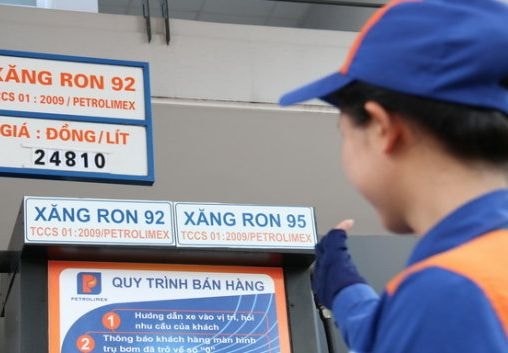 XĂNG RON 92
TCCS 01 : 2009 / PETROLIMEX
GIÁ : ĐỒNG/LÍT
24810
XĂNG RON 92
TCCS 01:2009/PETROLIMEX
XĂNG RON 95
TCCS 01:2009/PETROLIMEX
P
PETROLIMEX
QUY TRÌNH BÁN HÀNG
1 Hướng dẫn xe vào vị trí, hỏi
nhu cầu của khách
2 Thông báo khách hàng màn hình
trụ bơm đã trở về số "0"